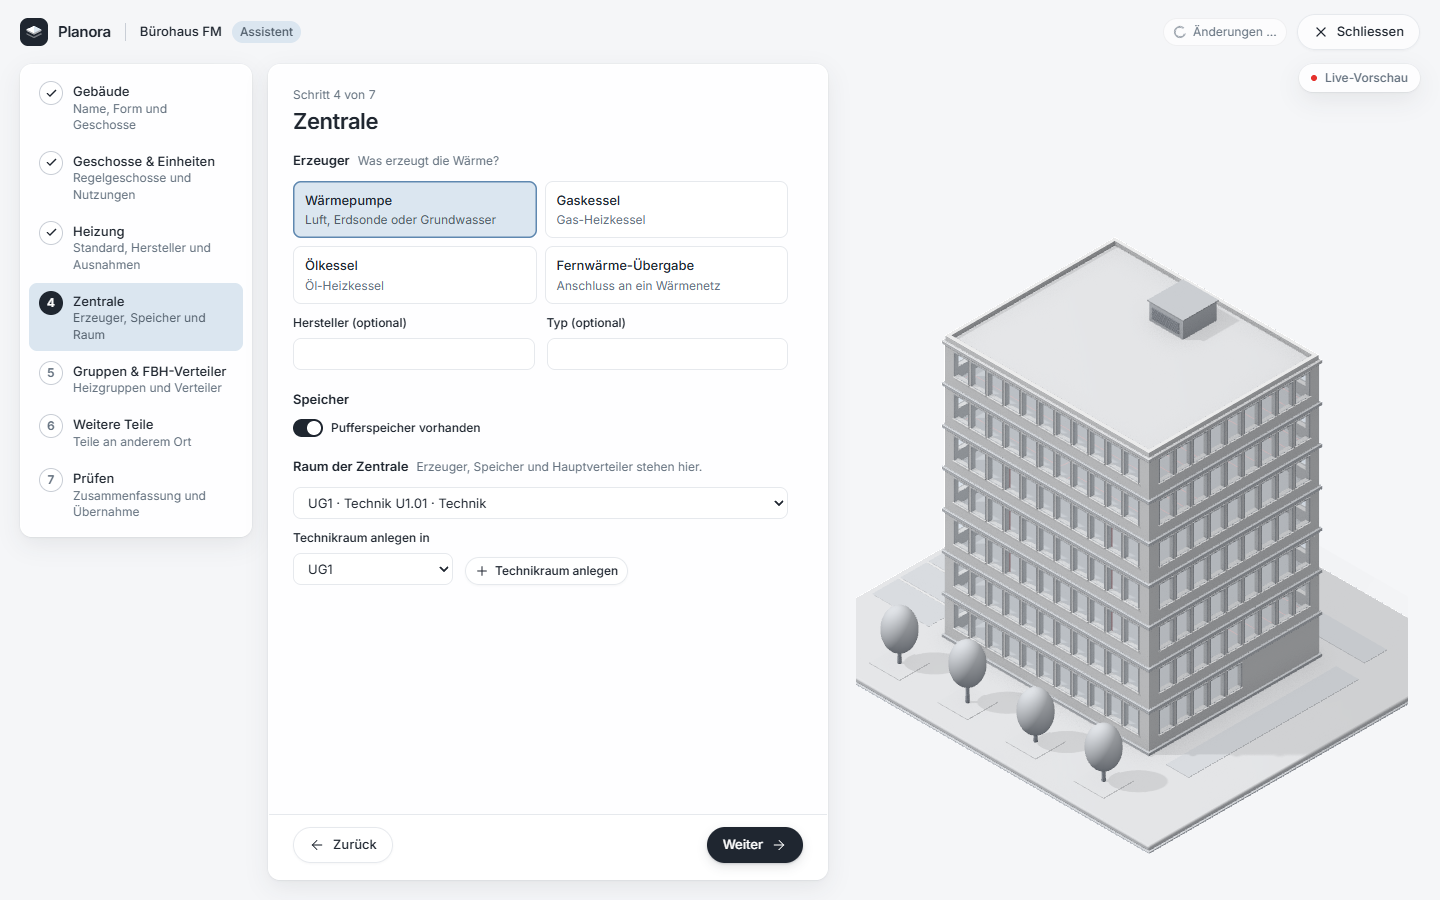 Planora
Bürohaus FM
Assistent
Änderungen ...
Schliessen
Gebäude
Name, Form und
Geschosse
Geschosse & Einheiten
Regelgeschosse und
Nutzungen
Heizung
Standard, Hersteller und
Ausnahmen
4
Zentrale
Erzeuger, Speicher und
Raum
5
Gruppen & FBH-Verteiler
Heizgruppen und Verteiler
6
Weitere Teile
Teile an anderem Ort
7
Prüfen
Zusammenfassung und
Übernahme
Schritt 4 von 7
Zentrale
Erzeuger Was erzeugt die Wärme?
Wärmepumpe
Luft, Erdsonde oder Grundwasser
Gaskessel
Gas-Heizkessel
Ölkessel
Öl-Heizkessel
Fernwärme-Übergabe
Anschluss an ein Wärmenetz
Hersteller (optional)
Typ (optional)
Speicher
Pufferspeicher vorhanden
Raum der Zentrale Erzeuger, Speicher und Hauptverteiler stehen hier.
UG1 · Technik U1.01 · Technik
Technikraum anlegen in
UG1
Technikraum anlegen
Zurück
Weiter
Live-Vorschau